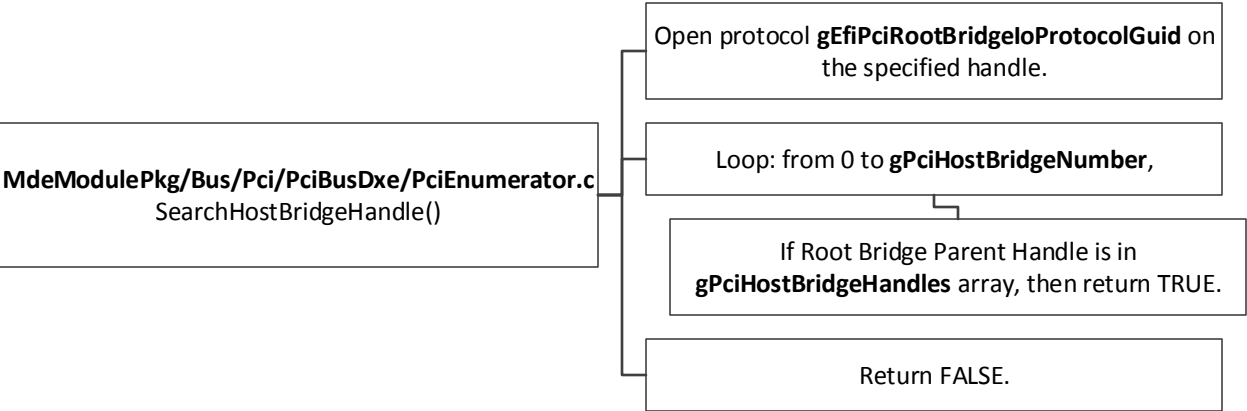 Open protocol gEfiPciRootBridgeIoProtocolGuid on
the specified handle.
MdeModulePkg/Bus/Pci/PciBusDxe/PciEnumerator.c
SearchHostBridgeHandle()
Loop: from 0 to gPciHostBridgeNumber,
If Root Bridge Parent Handle is in
gPciHostBridgeHandles array, then return TRUE.
Return FALSE.